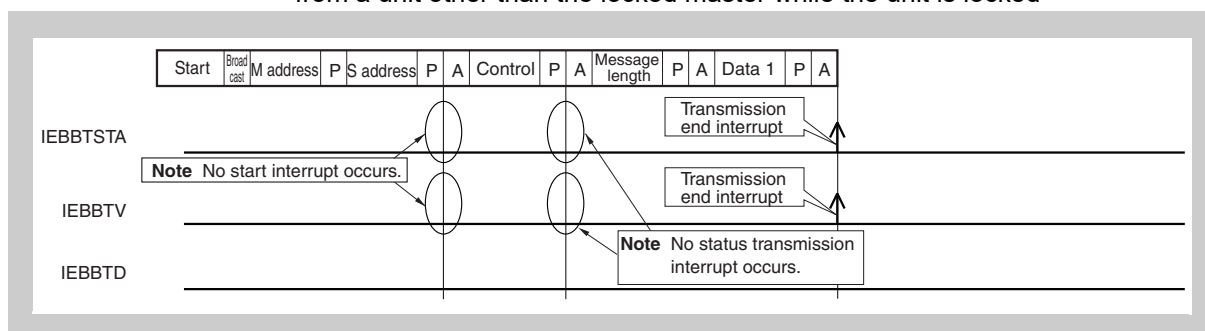 from a unit other than the locked master while the unit is locked
Start Broad cast M address P S address P A Control P A Message length P A Data 1 P A
IEBBTSTA
Transmission
end interrupt
Note No start interrupt occurs.
IEBBTV
Transmission
end interrupt
Note No status transmission
interrupt occurs.
IEBBTD